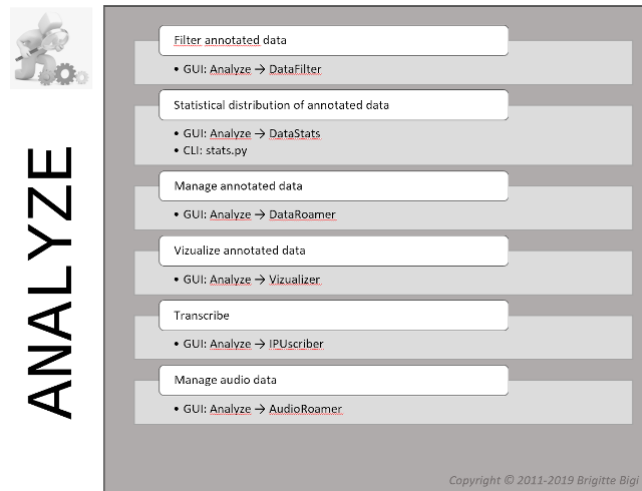 ANALYZE
Filter annotated data
• GUI: Analyze → DataFilter
Statistical distribution of annotated data
• GUI: Analyze → DataStats
• CLI: stats.py
Manage annotated data
• GUI: Analyze → DataRoamer
Vizualize annotated data
• GUI: Analyze → Vizualizer
Transcribe
• GUI: Analyze → IPUscriber
Manage audio data
• GUI: Analyze → AudioRoamer
Copyright © 2011-2019 Brigitte Bigi